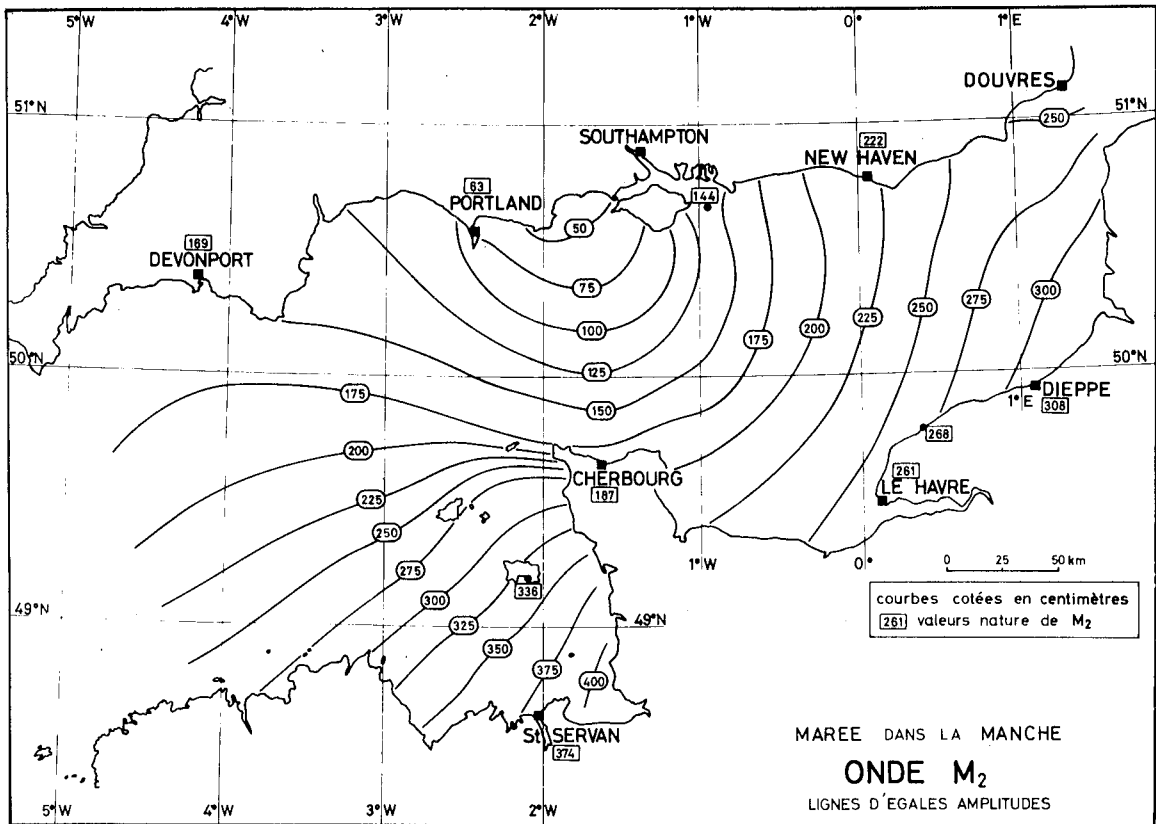 5°W 4°W 3°W 2°W 1°W 0° 1°E
DOUVRES
51°N 51°N
250
SOUTHAMPTON
222
NEW HAVEN
63
PORTLAND
144
50
169
DEVONPORT
75
275 300
100
250
225
200
175
125
50°N 50°N
150
175
DIEPPE
1°E
308
268
200
CHERBOURG
187
261
LE HAVRE
225
250
1°W 0°
0 25 50 km
275
336
300
courbes cotées en centimètres
261 valeurs nature de M2
49°N 49°N
325
350
375
400
St SERVAN
374
MAREE DANS LA MANCHE
ONDE M2
LIGNES D'EGALES AMPLITUDES
5°W 4°W 3°W 2°W